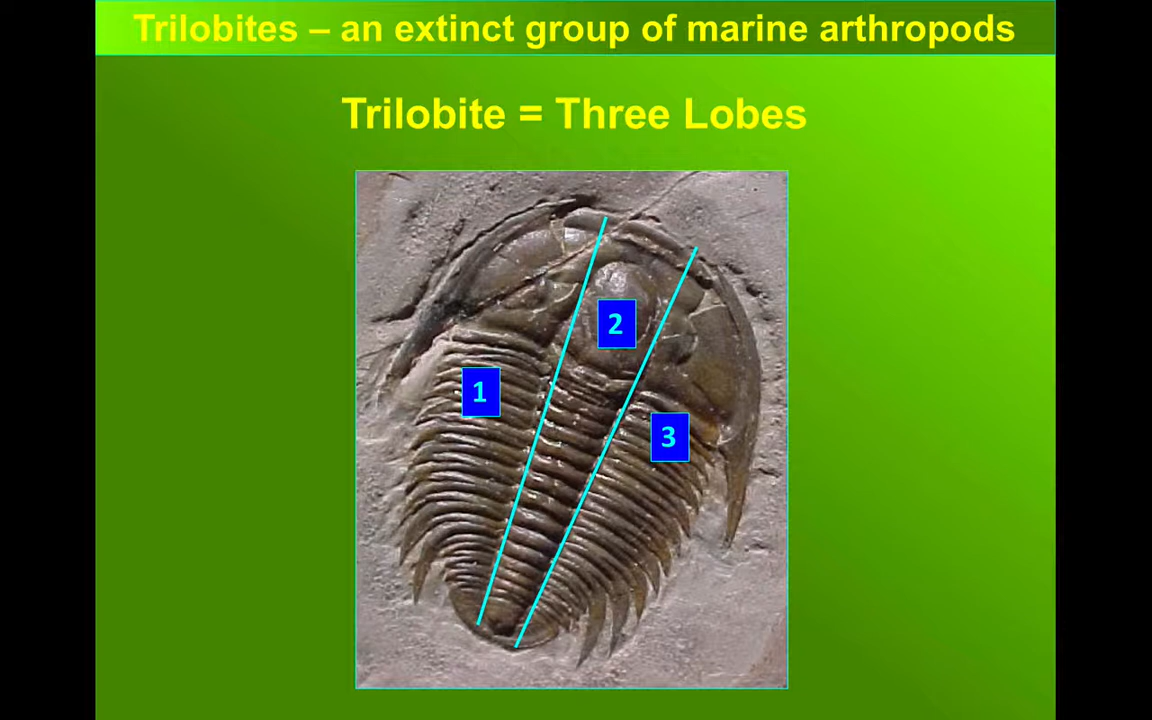 Trilobites – an extinct group of marine arthropods
Trilobite = Three Lobes
2
1
3